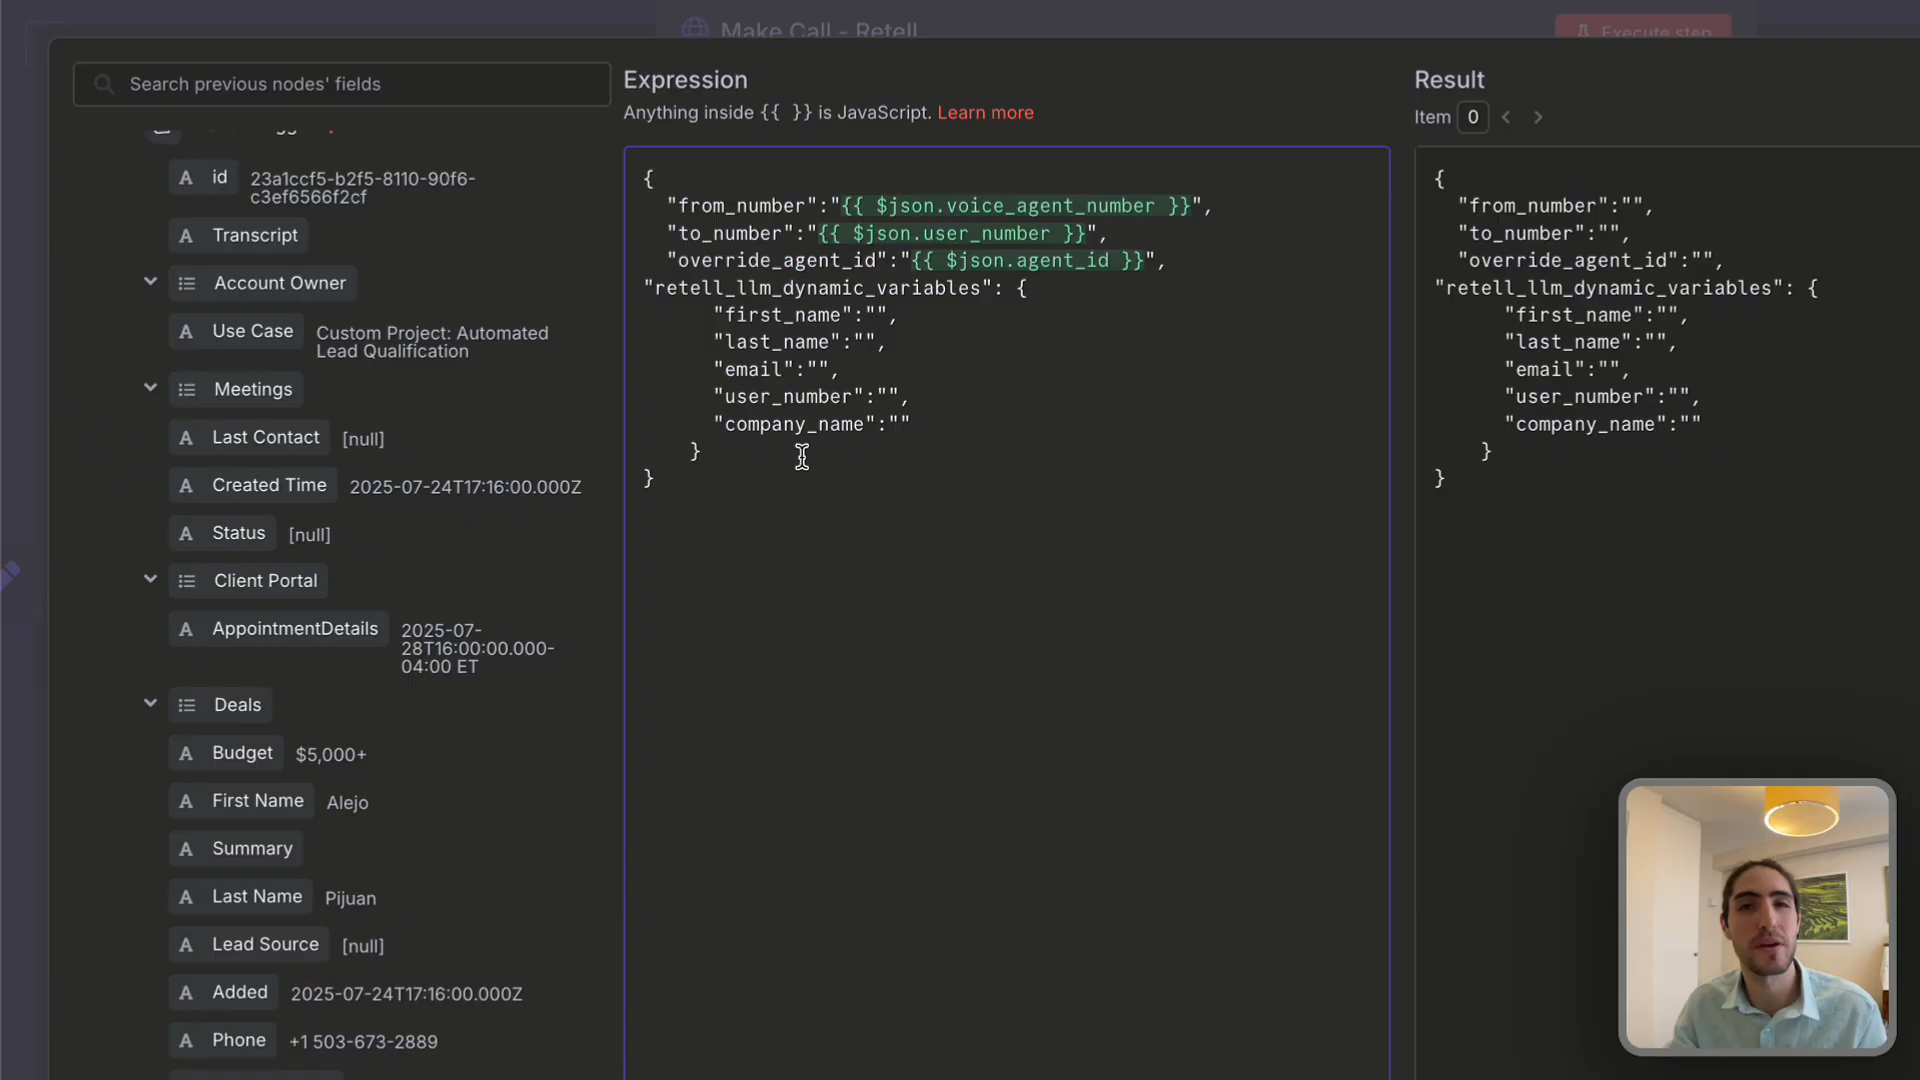 Make Call - Retell
Execute step
Search previous nodes' fields
id
23a1ccf5-b2f5-8110-90f6-
c3ef6566f2cf
Transcript
Account Owner
Use Case
Custom Project: Automated
Lead Qualification
Meetings
Last Contact
[null]
Created Time
2025-07-24T17:16:00.000Z
Status
[null]
Client Portal
AppointmentDetails
2025-07-
28T16:00:00.000-
04:00 ET
Deals
Budget
$5,000+
First Name
Alejo
Summary
Last Name
Pijuan
Lead Source
[null]
Added
2025-07-24T17:16:00.000Z
Phone
+1 503-673-2889
Expression
Anything inside {{ }} is JavaScript. Learn more
{
"from_number":"{{ $json.voice_agent_number }}",
"to_number":"{{ $json.user_number }}",
"override_agent_id":"{{ $json.agent_id }}",
"retell_llm_dynamic_variables": {
"first_name":"",
"last_name":"",
"email":"",
"user_number":"",
"company_name":""
}
}
Result
Item 0
{
"from_number":"",
"to_number":"",
"override_agent_id":"",
"retell_llm_dynamic_variables": {
"first_name":"",
"last_name":"",
"email":"",
"user_number":"",
"company_name":""
}
}